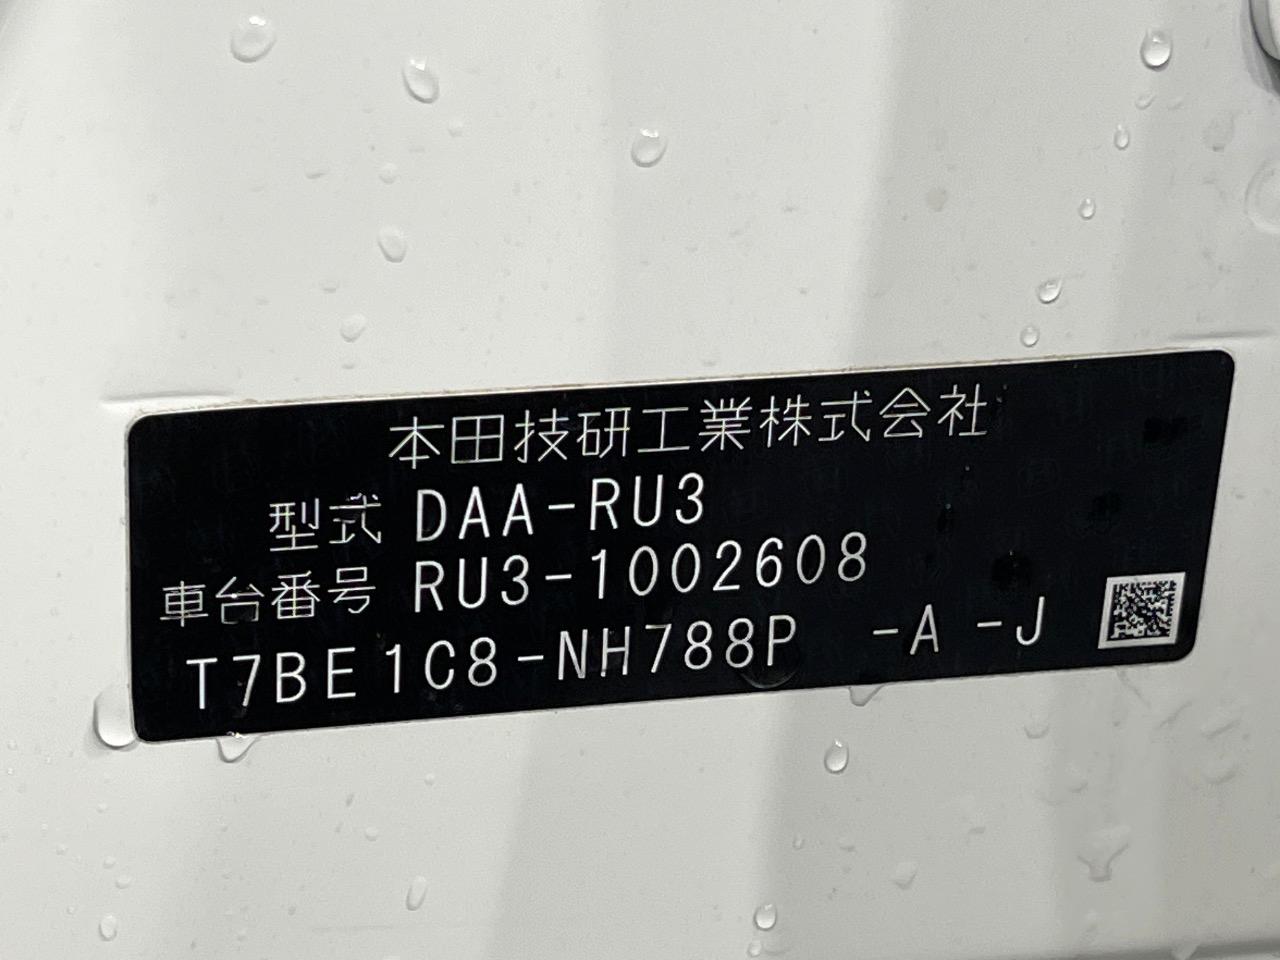 本田技研工業株式会社
型式 DAA-RU3
車台番号 RU3-1002608
T7BE1C8-NH788P -A -J